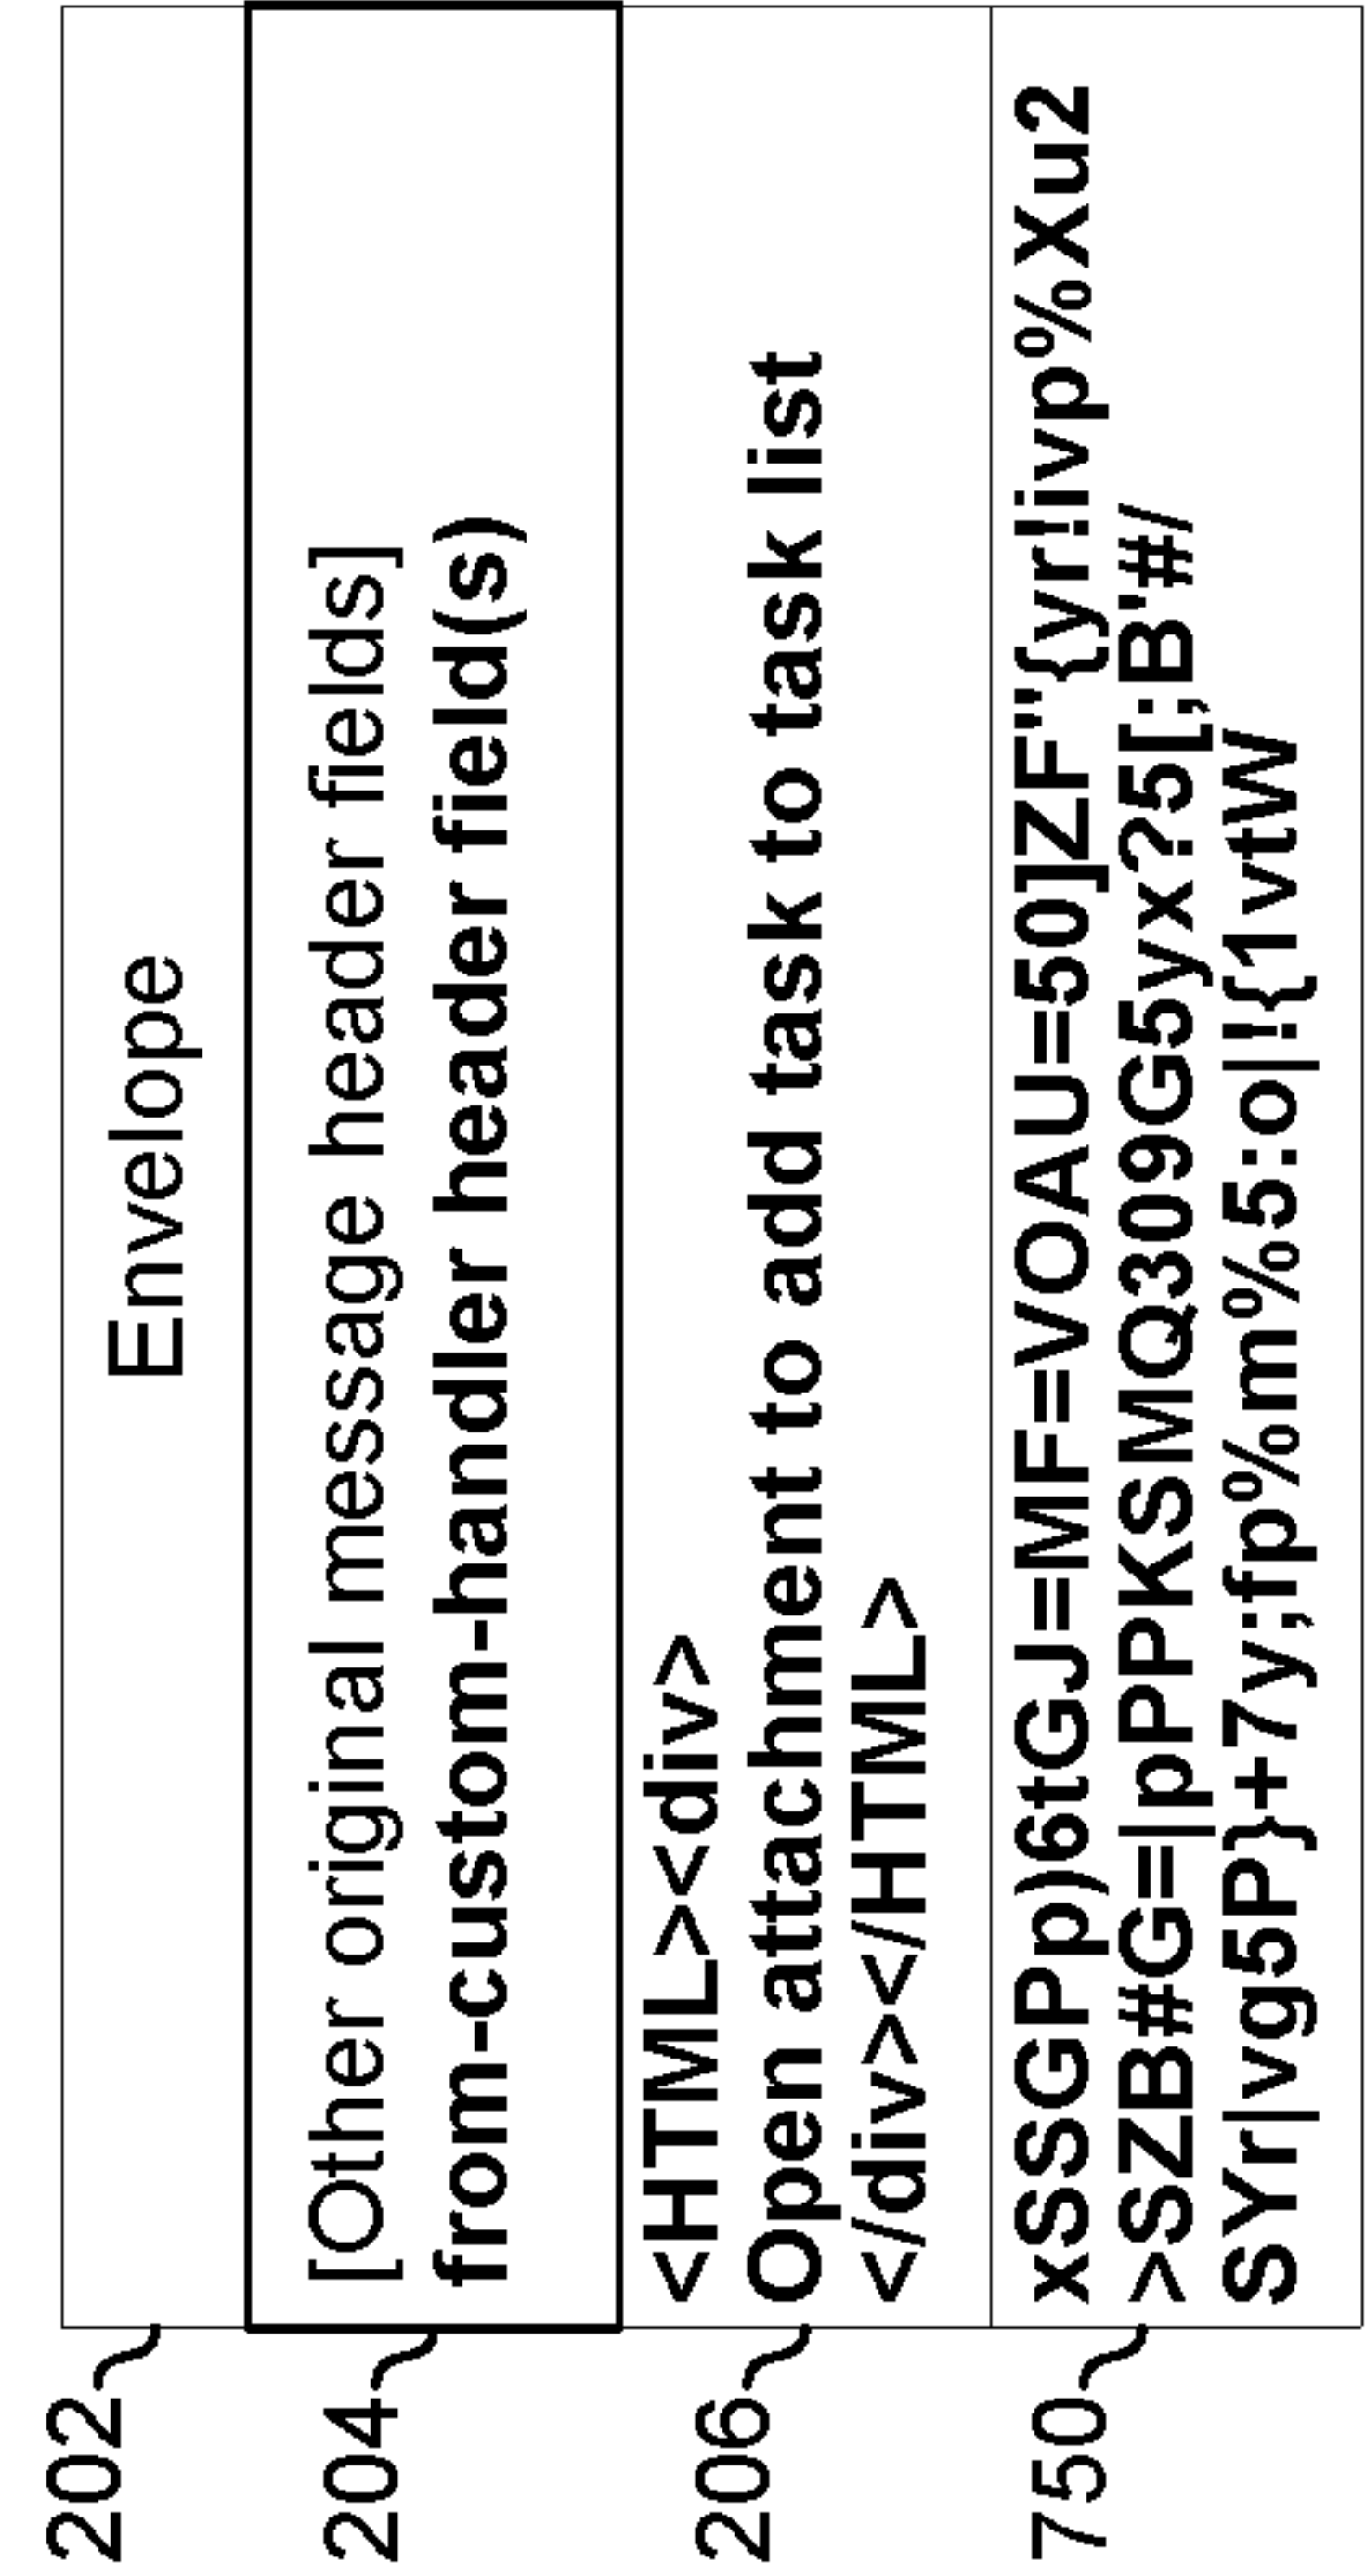 202
Envelope
204
[Other original message header fields]
from-custom-handler header field(s)
206
<HTML><div>
Open attachment to add task to task list
</div></HTML>
750
xSSGPp)6tGJ=MF=VOAU=50]ZF"{yr!ivp%Xu2
>SZB#G=|pPPKSMQ309G5yx?5[;B'#/
SYr|vg5P}+7y;fp%m%5:o|!{1vtW